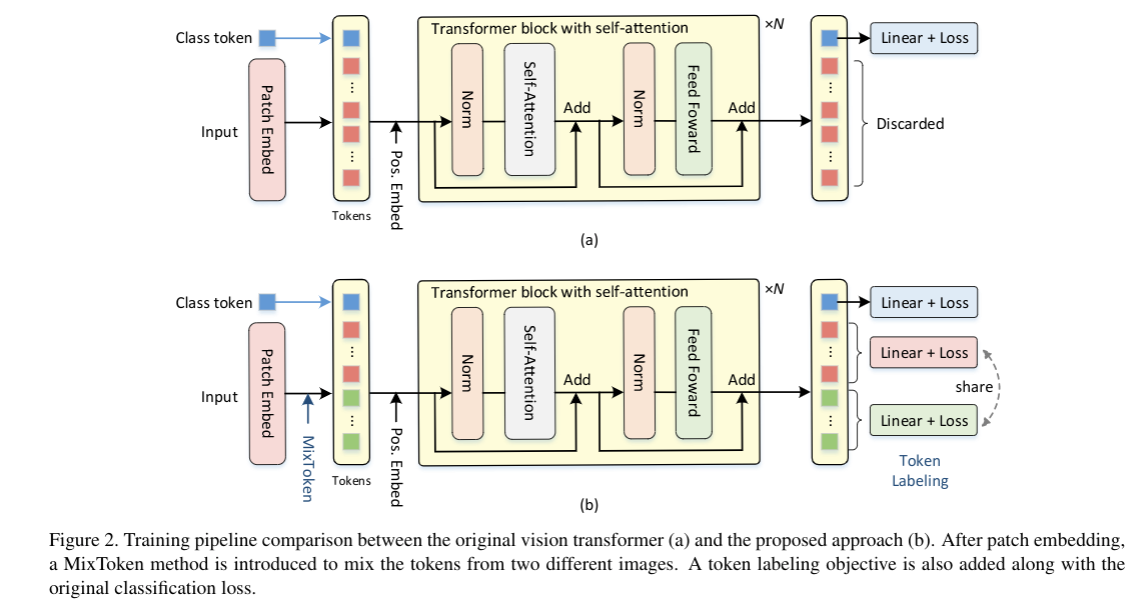 Class token
Patch Embed
Input
...
...
Tokens
Pos. Embed
Transformer block with self-attention
×N
Norm
Self-Attention
Add
Norm
Feed Foward
Add
...
...
Linear + Loss
Discarded
(a)
Class token
Patch Embed
Input
MixToken
...
...
Tokens
Pos. Embed
Transformer block with self-attention
×N
Norm
Self-Attention
Add
Norm
Feed Foward
Add
...
...
Linear + Loss
Linear + Loss
share
Linear + Loss
Token
Labeling
(b)
Figure 2. Training pipeline comparison between the original vision transformer (a) and the proposed approach (b). After patch embedding,
a MixToken method is introduced to mix the tokens from two different images. A token labeling objective is also added along with the
original classification loss.